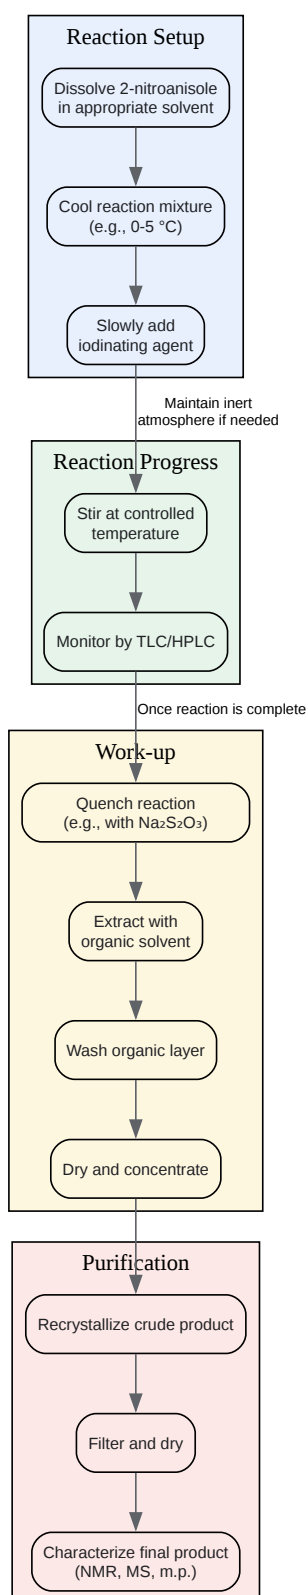 Reaction Setup
Dissolve 2-nitroanisole
in appropriate solvent
Cool reaction mixture
(e.g., 0-5 °C)
Slowly add
iodinating agent
Maintain inert
atmosphere if needed
Reaction Progress
Stir at controlled
temperature
Monitor by TLC/HPLC
Once reaction is complete
Work-up
Quench reaction
(e.g., with Na₂S₂O₃)
Extract with
organic solvent
Wash organic layer
Dry and concentrate
Purification
Recrystallize crude product
Filter and dry
Characterize final product
(NMR, MS, m.p.)